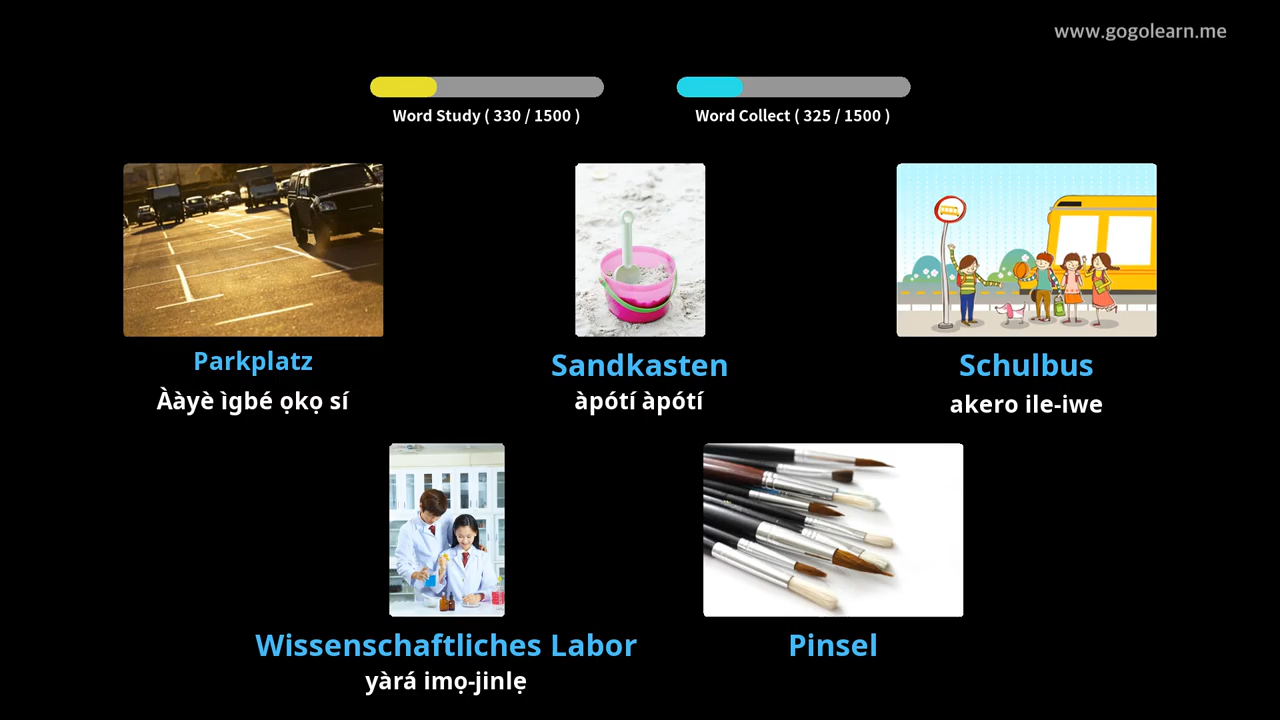 www.gogolearn.me
Word Study ( 330 / 1500 )
Word Collect ( 325 / 1500 )
Parkplatz
Ààyè ìgbé ọkọ sí
Sandkasten
àpótí àpótí
Schulbus
akero ile-iwe
Wissenschaftliches Labor
yàrá imọ-jinlẹ
Pinsel